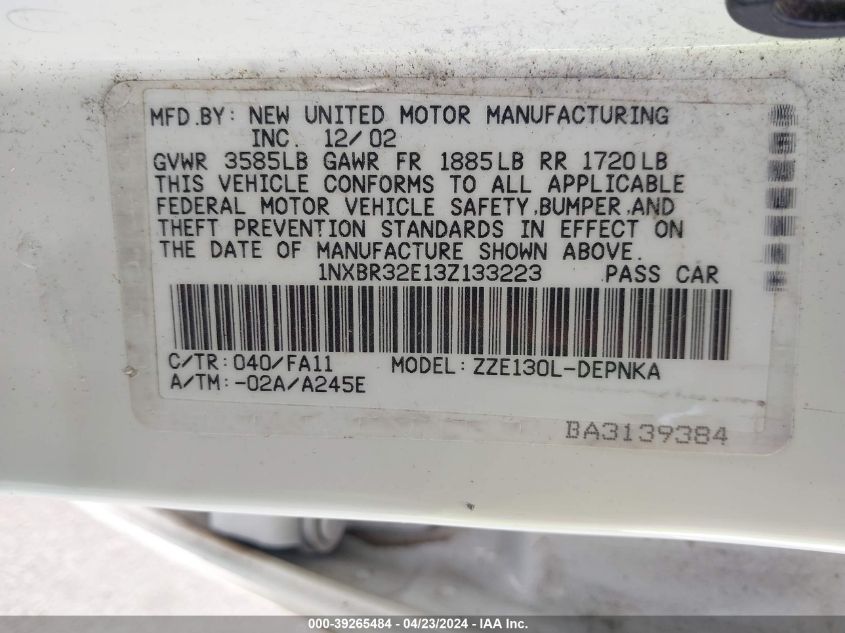 MFD.BY: NEW UNITED MOTOR MANUFACTURING
INC. 12/02
GVWR 3585LB GAWR FR 1885LB RR 1720LB
THIS VEHICLE CONFORMS TO ALL APPLICABLE
FEDERAL MOTOR VEHICLE SAFETY,BUMPER,AND
THEFT PREVENTION STANDARDS IN EFFECT ON
THE DATE OF MANUFACTURE SHOWN ABOVE.
1NXBR32E13Z133223 PASS CAR
C/TR: 040/FA11 MODEL: ZZE130L-DEPNKA
A/TM: -02A/A245E
BA3139384
000-39265484 - 04/23/2024 - IAA Inc.